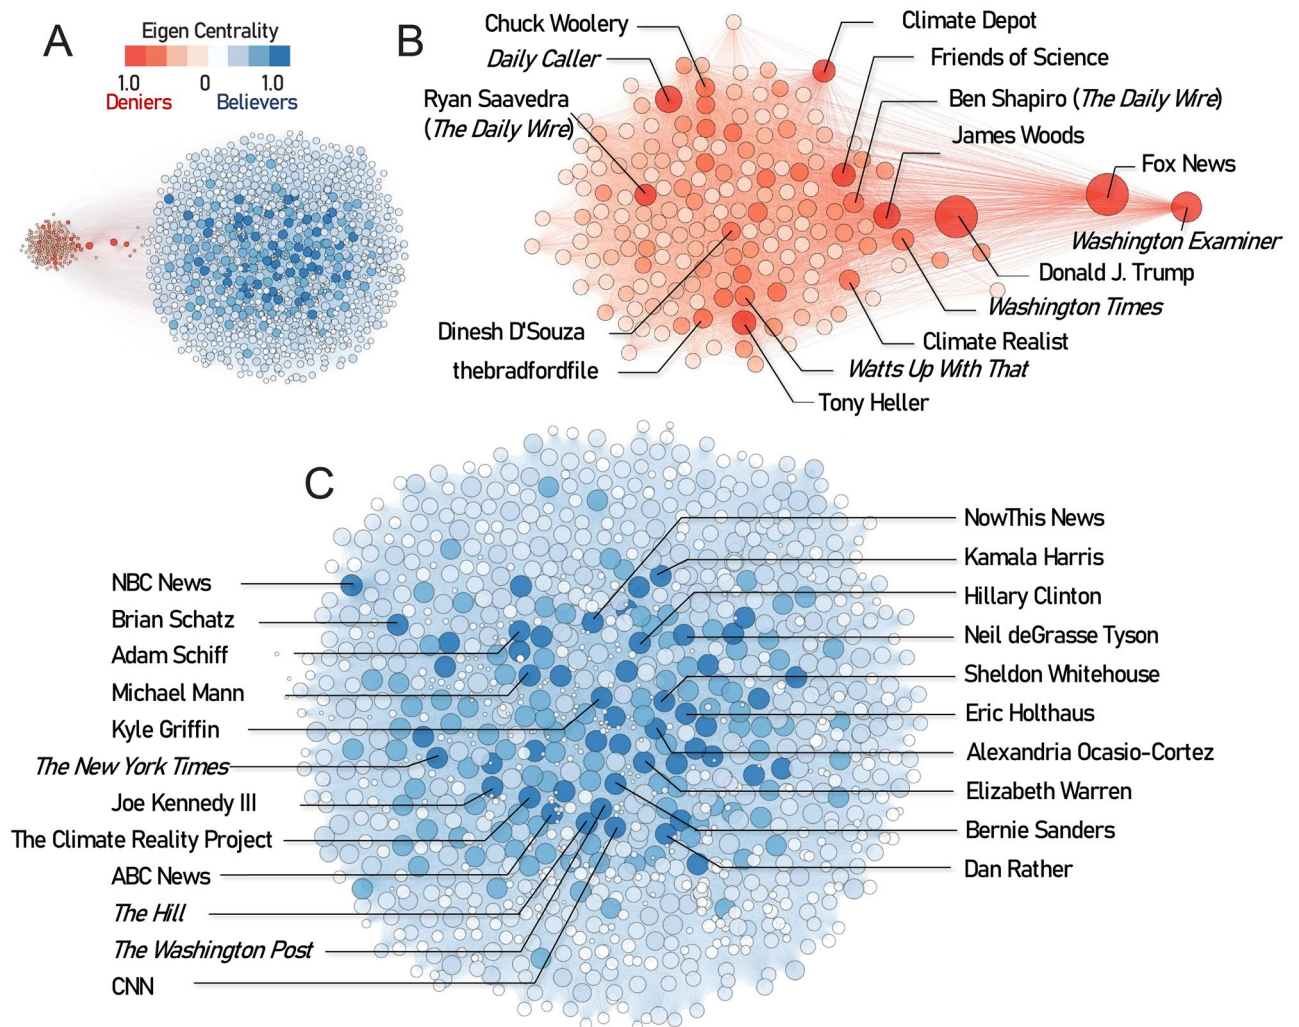 A
Eigen Centrality
1.0 0 1.0
Deniers Believers
B
Chuck Woolery
Daily Caller
Ryan Saavedra
(The Daily Wire)
Climate Depot
Friends of Science
Ben Shapiro (The Daily Wire)
James Woods
Fox News
Washington Examiner
Donald J. Trump
Washington Times
Climate Realist
Watts Up With That
Tony Heller
Dinesh D'Souza
thebradfordfile
C
NBC News
Brian Schatz
Adam Schiff
Michael Mann
Kyle Griffin
The New York Times
Joe Kennedy III
The Climate Reality Project
ABC News
The Hill
The Washington Post
CNN
NowThis News
Kamala Harris
Hillary Clinton
Neil deGrasse Tyson
Sheldon Whitehouse
Eric Holthaus
Alexandria Ocasio-Cortez
Elizabeth Warren
Bernie Sanders
Dan Rather